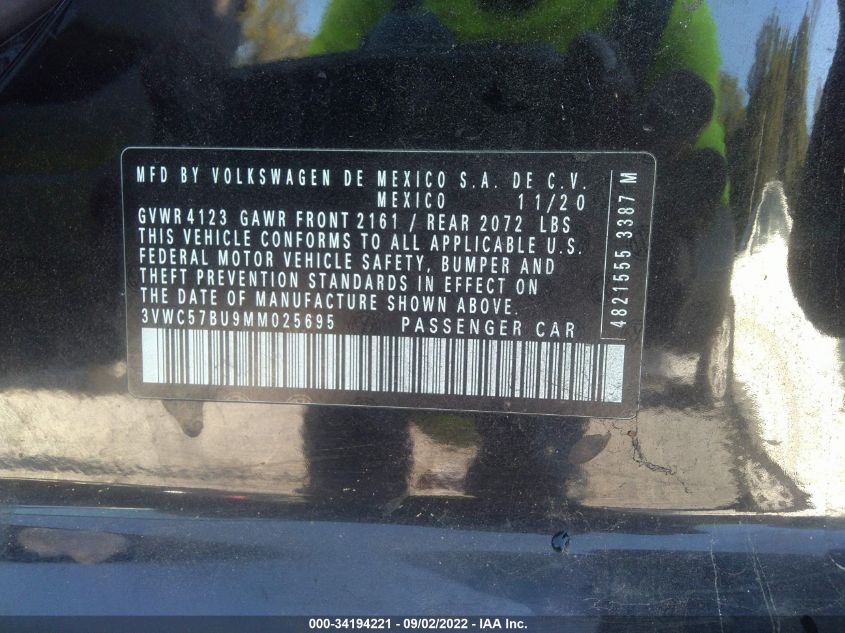 MFD BY VOLKSWAGEN DE MEXICO S.A. DE C.V.
MEXICO 11/20
GVWR 4123 GAWR FRONT 2161 / REAR 2072 LBS
THIS VEHICLE CONFORMS TO ALL APPLICABLE U.S.
FEDERAL MOTOR VEHICLE SAFETY, BUMPER AND
THEFT PREVENTION STANDARDS IN EFFECT ON
THE DATE OF MANUFACTURE SHOWN ABOVE.
3VWC57BU9MM025695 PASSENGER CAR
4821555 3387 M
000-34194221 - 09/02/2022 - IAA Inc.